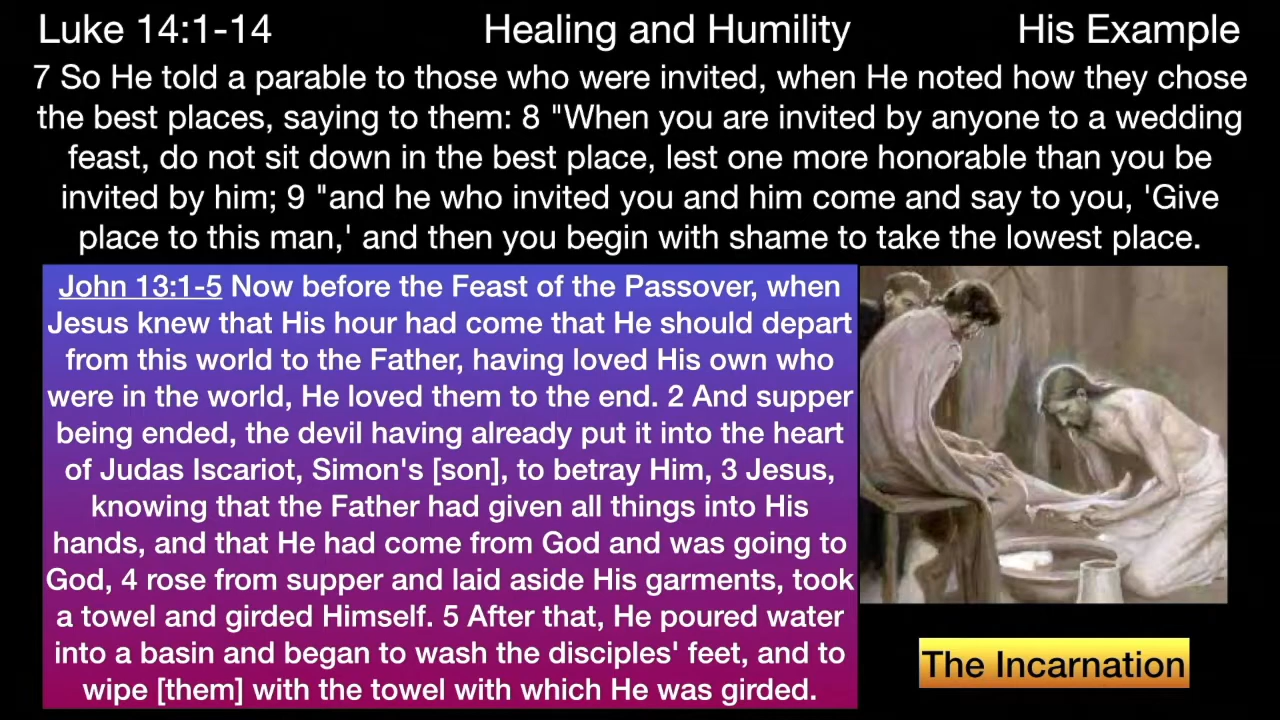 Luke 14:1-14 Healing and Humility His Example
7 So He told a parable to those who were invited, when He noted how they chose
the best places, saying to them: 8 "When you are invited by anyone to a wedding
feast, do not sit down in the best place, lest one more honorable than you be
invited by him; 9 "and he who invited you and him come and say to you, 'Give
place to this man,' and then you begin with shame to take the lowest place.
John 13:1-5 Now before the Feast of the Passover, when
Jesus knew that His hour had come that He should depart
from this world to the Father, having loved His own who
were in the world, He loved them to the end. 2 And supper
being ended, the devil having already put it into the heart
of Judas Iscariot, Simon's [son], to betray Him, 3 Jesus,
knowing that the Father had given all things into His
hands, and that He had come from God and was going to
God, 4 rose from supper and laid aside His garments, took
a towel and girded Himself. 5 After that, He poured water
into a basin and began to wash the disciples' feet, and to
wipe [them] with the towel with which He was girded.
The Incarnation